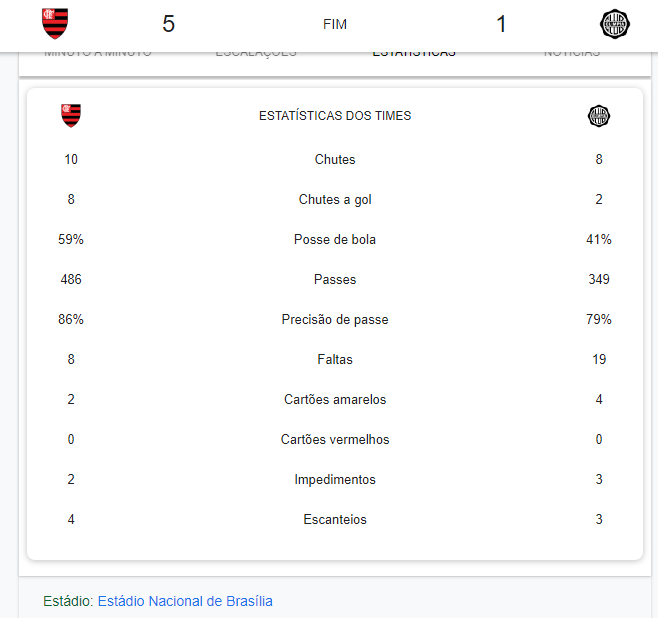 5 FIM 1
MINUTO A MINUTO ESCALAÇÕES ESTATÍSTICAS NOTÍCIAS
ESTATÍSTICAS DOS TIMES
10 Chutes 8
8 Chutes a gol 2
59% Posse de bola 41%
486 Passes 349
86% Precisão de passe 79%
8 Faltas 19
2 Cartões amarelos 4
0 Cartões vermelhos 0
2 Impedimentos 3
4 Escanteios 3
Estádio: Estádio Nacional de Brasília